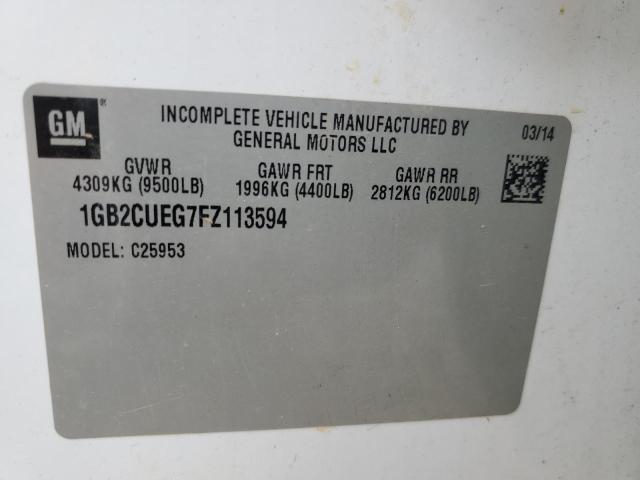 GM ®
INCOMPLETE VEHICLE MANUFACTURED BY
GENERAL MOTORS LLC
03/14
GVWR
4309KG (9500LB)
GAWR FRT
1996KG (4400LB)
GAWR RR
2812KG (6200LB)
1GB2CUEG7FZ113594
MODEL: C25953